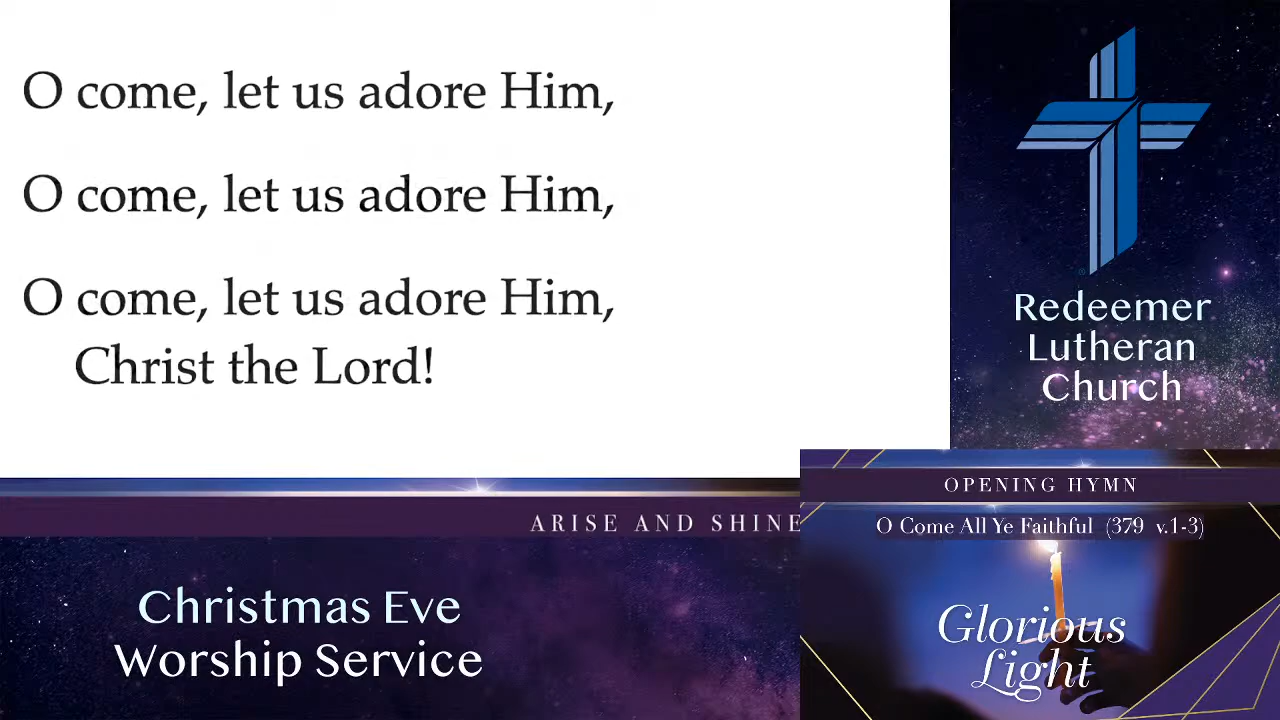 O come, let us adore Him,
O come, let us adore Him,
O come, let us adore Him,
Christ the Lord!
Redeemer
Lutheran
Church
ARISE AND SHINE
Christmas Eve
Worship Service
OPENING HYMN
O Come All Ye Faithful (379 v.1-3)
Glorious
Light